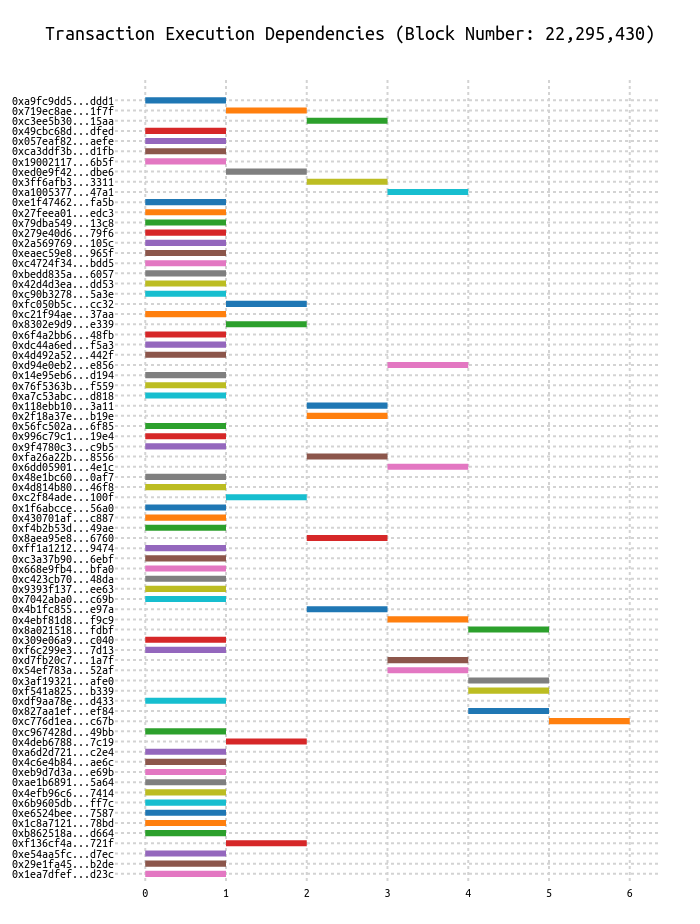 Transaction Execution Dependencies (Block Number: 22,295,430)
0xa9fc9dd5...ddd1
0x719ec8ae...1f7f
0xc3ee5b30...15aa
0x49cbc68d...dfed
0x057eaf82...aefe
0xca3ddf3b...d1fb
0x19002117...6b5f
0xed0e9f42...dbe6
0x3ff6afb3...3311
0xa1005377...47a1
0xe1f47462...fa5b
0x27feea01...edc3
0x79dba549...13c8
0x279e40d6...79f6
0x2a569769...105c
0xeaec59e8...965f
0xc4724f34...bdd5
0xbedd835a...6057
0x42d4d3ea...dd53
0xc90b3278...5a3e
0xfc050b5c...cc32
0xc21f94ae...37aa
0x8302e9d9...e339
0x6f4a2bb6...48fb
0xdc44a6ed...f5a3
0x4d492a52...442f
0xd94e0eb2...e856
0x14e95eb6...d194
0x76f5363b...f559
0xa7c53abc...d818
0x118ebb10...3a11
0x2f18a37e...b19e
0x56fc502a...6f85
0x996c79c1...19e4
0x9f4780c3...c9b5
0xfa26a22b...8556
0x6dd05901...4e1c
0x48e1bc60...0af7
0x4d814b80...46f8
0xc2f84ade...100f
0x1f6abcce...56a0
0x430701af...c887
0xf4b2b53d...49ae
0x8aea95e8...6760
0xff1a1212...9474
0xc3a37b90...6ebf
0x668e9fb4...bfa0
0xc423cb70...48da
0x9393f137...ee63
0x7042aba0...c69b
0x4b1fc855...e97a
0x4ebf81d8...f9c9
0x8a021518...fdbf
0x309e06a9...c040
0xf6c299e3...7d13
0xd7fb20c7...1a7f
0x54ef783a...52af
0x3af19321...afe0
0xf541a825...b339
0xdf9aa78e...d433
0x827aa1ef...ef84
0xc776d1ea...c67b
0xc967428d...49bb
0x4deb6788...7c19
0xa6d2d721...c2e4
0x4c6e4b84...ae6c
0xeb9d7d3a...e69b
0xae1b6891...5a64
0x4efb96c6...7414
0x6b9605db...ff7c
0xe6524bee...7587
0x1c8a7121...78bd
0xb862518a...d664
0xf136cf4a...721f
0xe54aa5fc...d7ec
0x29e1fa45...b2de
0x1ea7dfef...d23c
0 1 2 3 4 5 6